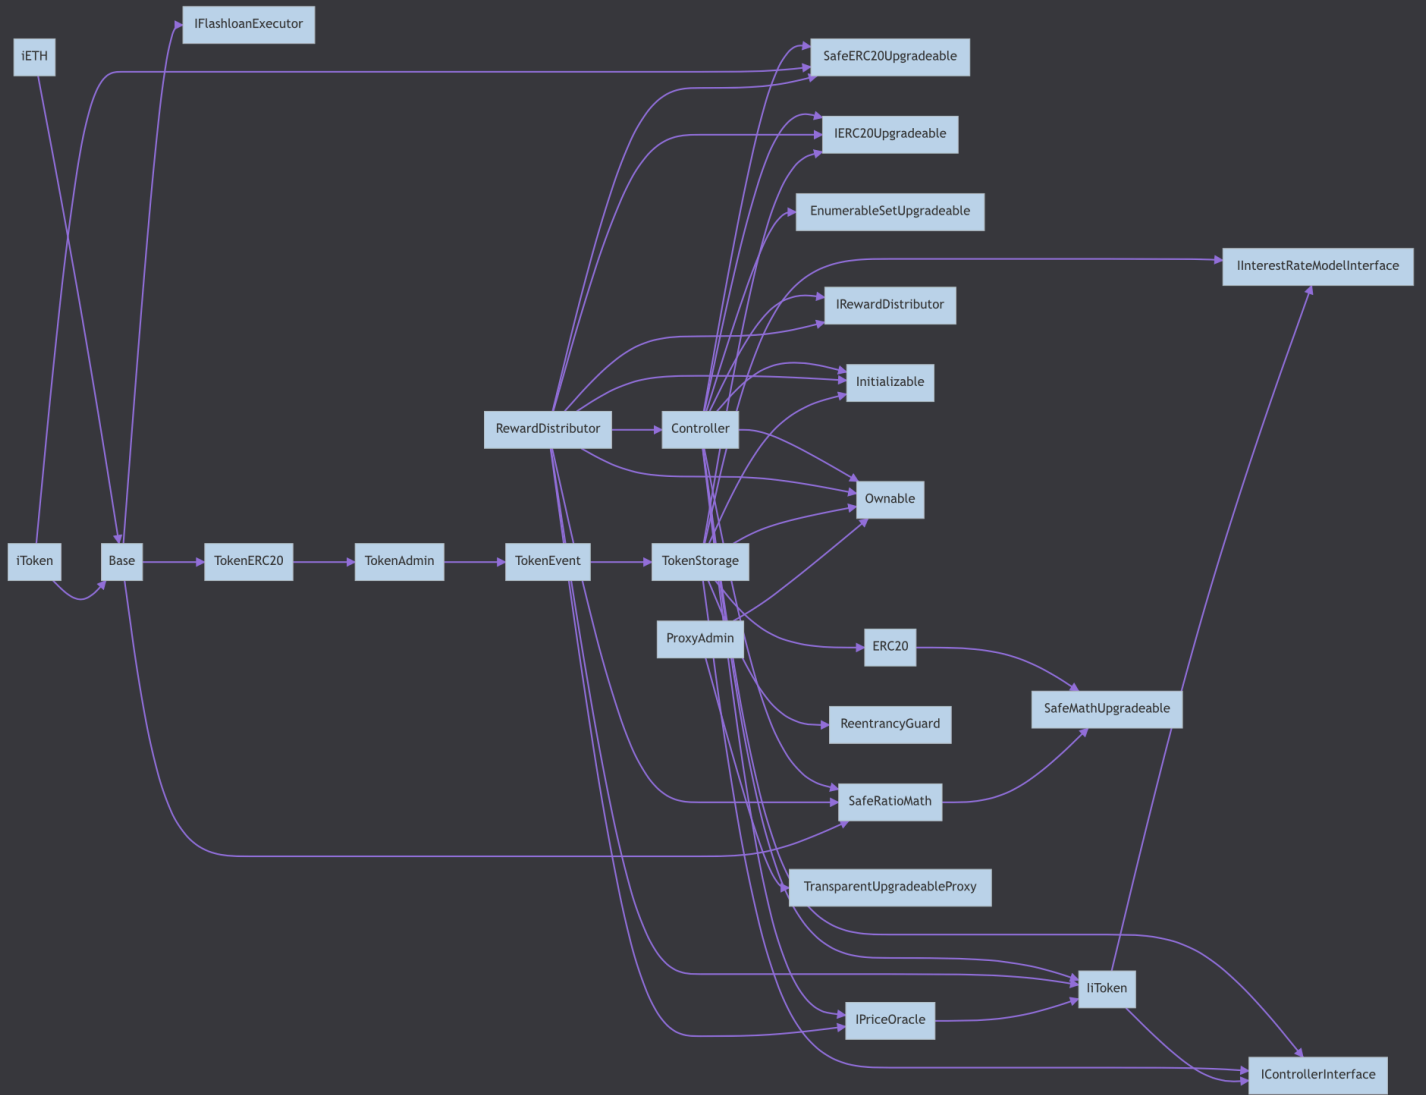 IFlashloanExecutor
iETH
SafeERC20Upgradeable
IERC20Upgradeable
EnumerableSetUpgradeable
IInterestRateModelInterface
IRewardDistributor
Initializable
RewardDistributor
Controller
Ownable
iToken
Base
TokenERC20
TokenAdmin
TokenEvent
TokenStorage
ProxyAdmin
ERC20
SafeMathUpgradeable
ReentrancyGuard
SafeRatioMath
TransparentUpgradeableProxy
IiToken
IPriceOracle
IControllerInterface